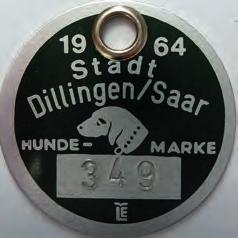 19 64
Stadt
Dillingen/Saar
HUNDE- MARKE
349